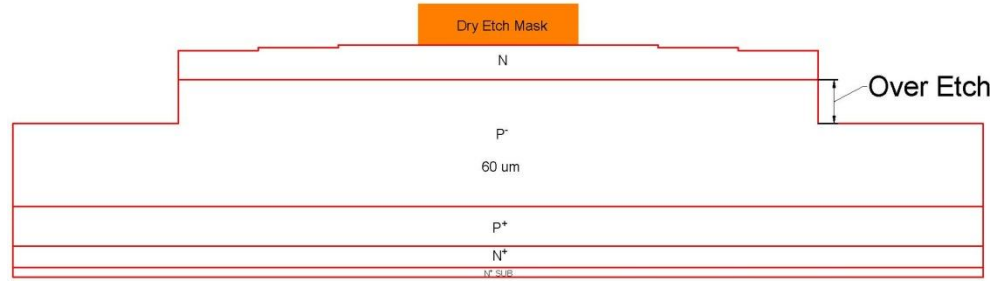 Dry Etch Mask
N
Over Etch
P-
60 um
P+
N+
N+ SUB